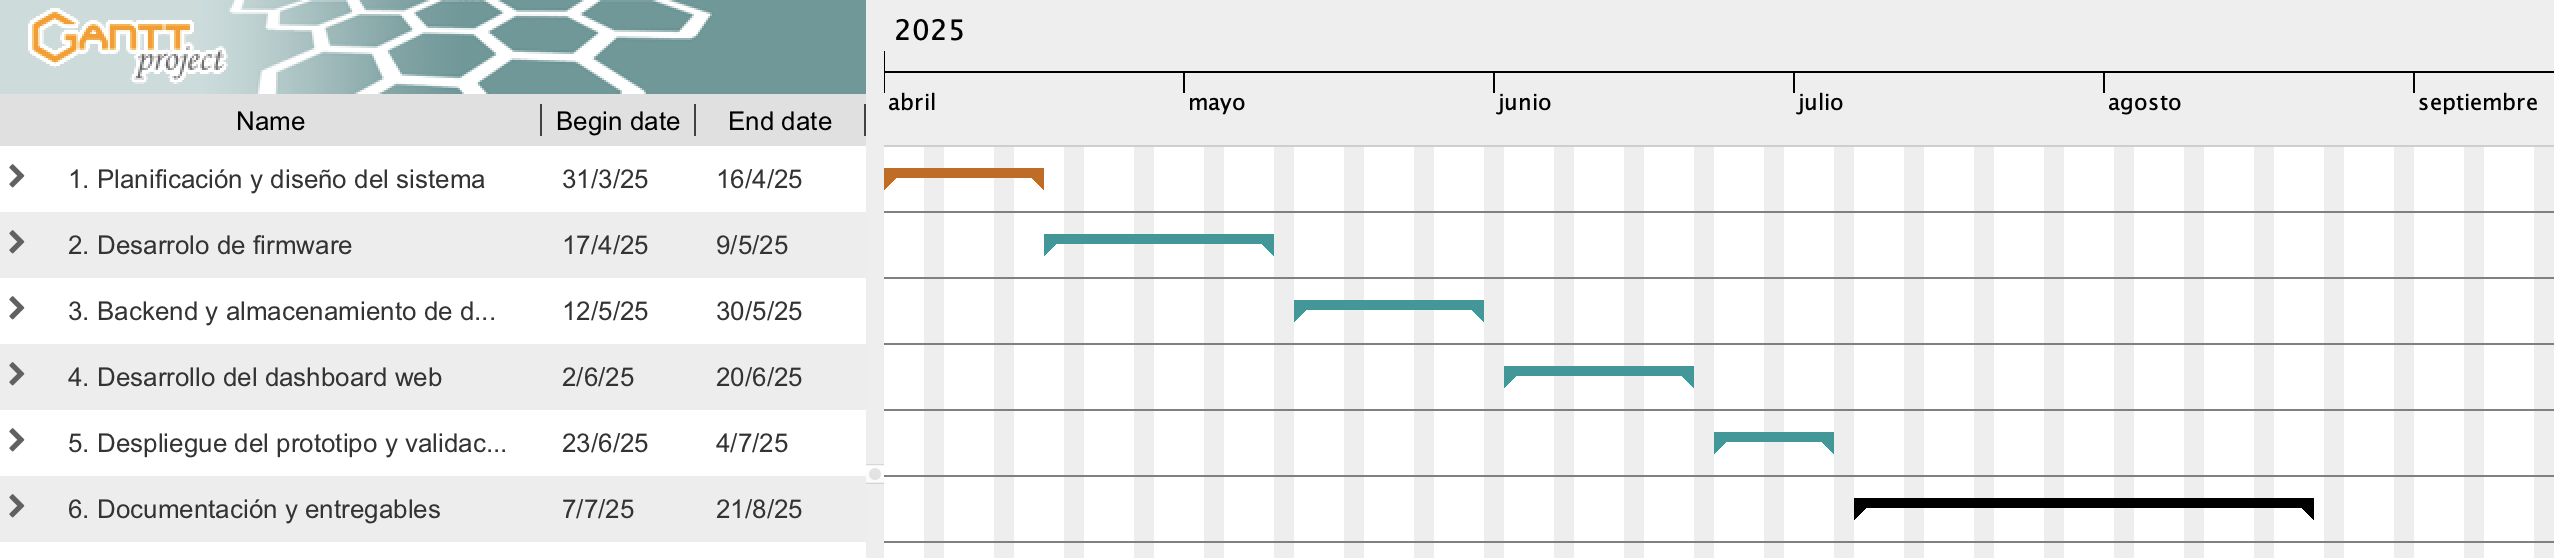 GANTT
project
2025
abril mayo junio julio agosto septiembre
Name Begin date End date
1. Planificación y diseño del sistema 31/3/25 16/4/25
2. Desarrolo de firmware 17/4/25 9/5/25
3. Backend y almacenamiento de d... 12/5/25 30/5/25
4. Desarrollo del dashboard web 2/6/25 20/6/25
5. Despliegue del prototipo y validac... 23/6/25 4/7/25
6. Documentación y entregables 7/7/25 21/8/25